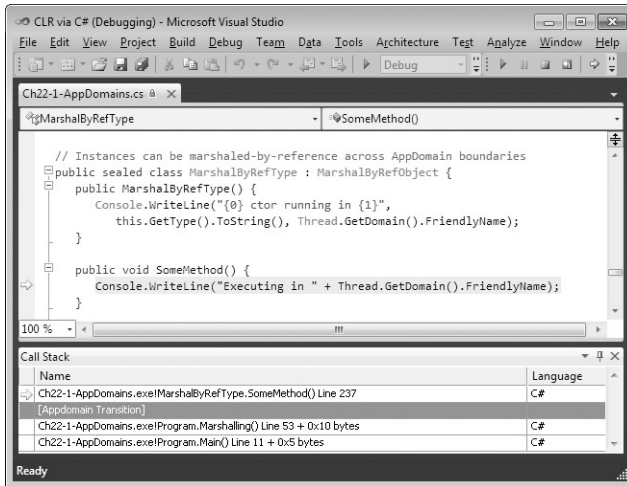 CLR via C# (Debugging) - Microsoft Visual Studio
File Edit View Project Build Debug Team Data Tools Architecture Test Analyze Window Help
Debug
Ch22-1-AppDomains.cs
MarshalByRefType SomeMethod()
// Instances can be marshaled-by-reference across AppDomain boundaries
public sealed class MarshalByRefType : MarshalByRefObject {
public MarshalByRefType() {
Console.WriteLine("{0} ctor running in {1}",
this.GetType().ToString(), Thread.GetDomain().FriendlyName);
}
public void SomeMethod() {
Console.WriteLine("Executing in " + Thread.GetDomain().FriendlyName);
}
100 %
Call Stack
Name Language
Ch22-1-AppDomains.exe!MarshalByRefType.SomeMethod() Line 237 C#
[Appdomain Transition]
Ch22-1-AppDomains.exe!Program.Marshalling() Line 53 + 0x10 bytes C#
Ch22-1-AppDomains.exe!Program.Main() Line 11 + 0x5 bytes C#
Ready